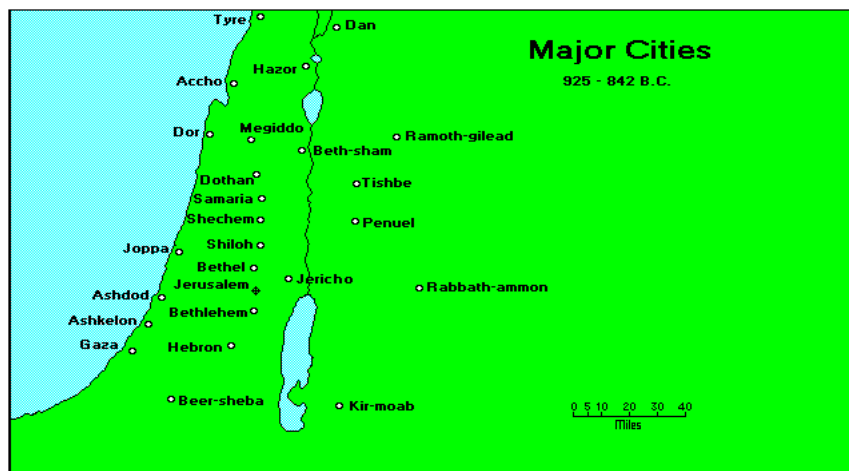 Tyre
Dan
Major Cities
925 - 842 B.C.
Hazor
Accho
Dor
Megiddo
Ramoth-gilead
Beth-sham
Dothan
Tishbe
Samaria
Shechem
Penuel
Joppa
Shiloh
Bethel
Jericho
Jerusalem
Rabbath-ammon
Ashdod
Bethlehem
Ashkelon
Gaza
Hebron
Beer-sheba
Kir-moab
0 5 10 20 30 40
Miles